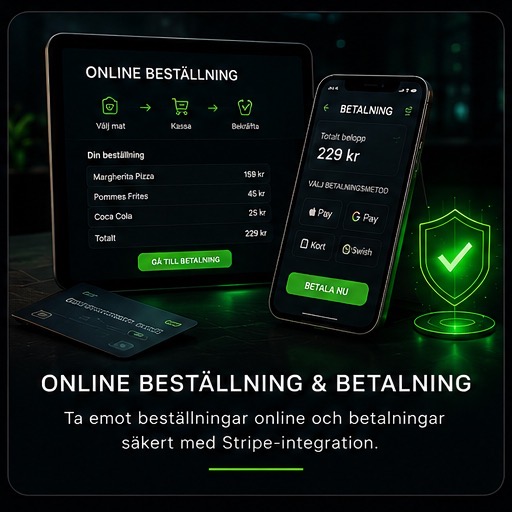 ONLINE BESTÄLLNING
Välj mat
Kassa
Bekräfta
Din beställning
Margherita Pizza 159 kr
Pommes Frites 45 kr
Coca Cola 25 kr
Totalt 229 kr
GÅ TILL BETALNING
BETALNING
Totalt belopp
229 kr
VÄLJ BETALNINGSMETOD
Pay
G Pay
Kort
Swish
BETALA NU
ONLINE BESTÄLLNING & BETALNING
Ta emot beställningar online och betalningar
säkert med Stripe-integration.